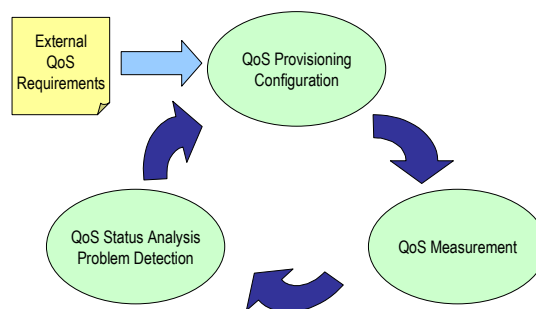 External
QoS
Requirements
QoS Provisioning
Configuration
QoS Status Analysis
Problem Detection
QoS Measurement